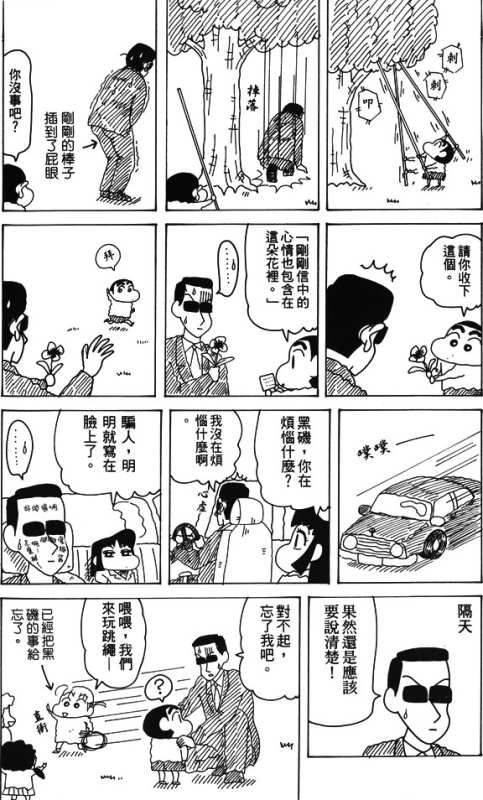 刺
刺
叩
掉落
剛剛的棒子
插到了屁眼
你沒事吧？
請你收下
這個。
「剛剛信中的
心情也包含在
這朵花裡。」
……
拜
噗噗
黑磯，你在
煩惱什麼？
我沒在煩
惱什麼啊
。
心虛
騙人，明
明就寫在
臉上了。
……
隔天
果然還是應該
要說清楚！
對不起，
忘了我吧。
？
喂喂，我們
來玩跳繩—
已經把黑
磯的事給
忘了。
直衝